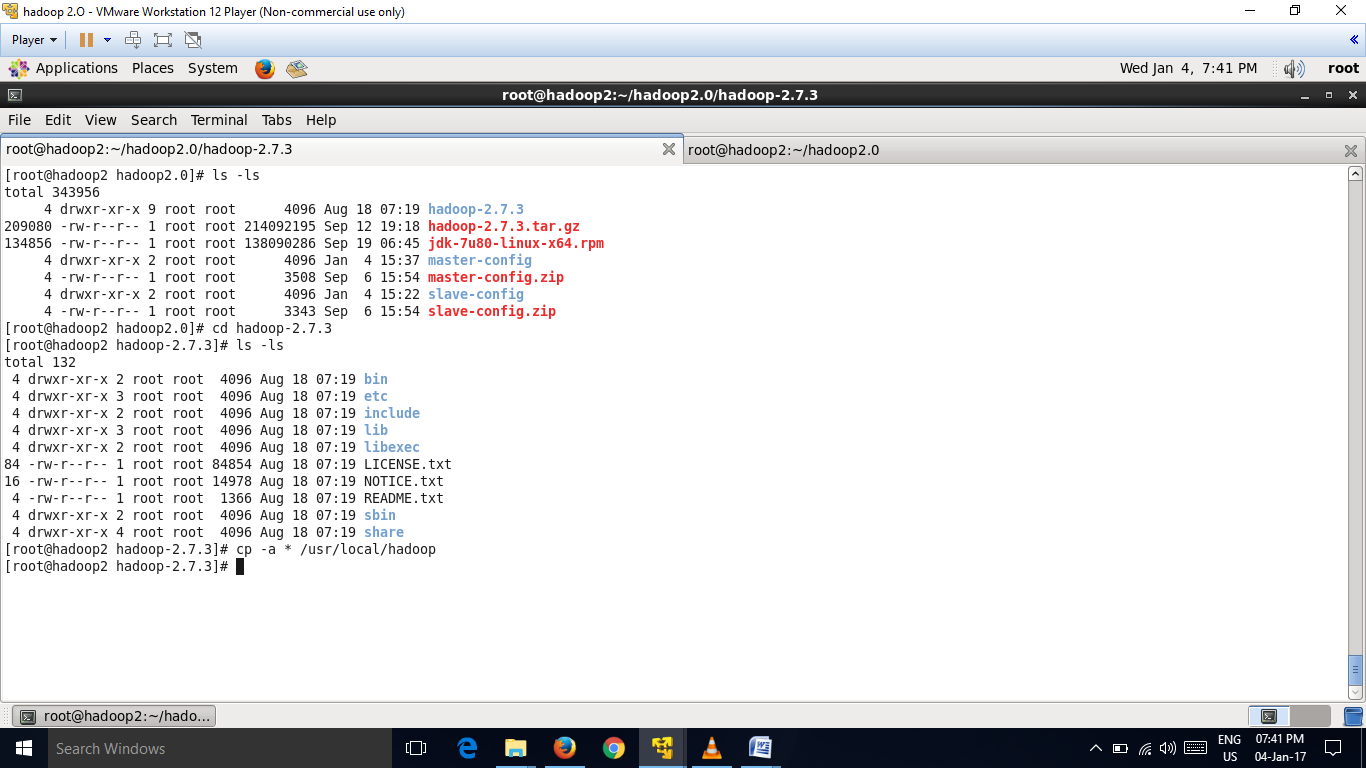 hadoop 2.O - VMware Workstation 12 Player (Non-commercial use only)
Player
Applications Places System Wed Jan 4, 7:41 PM root
root@hadoop2:~/hadoop2.0/hadoop-2.7.3
File Edit View Search Terminal Tabs Help
root@hadoop2:~/hadoop2.0/hadoop-2.7.3 root@hadoop2:~/hadoop2.0
[root@hadoop2 hadoop2.0]# ls -ls
total 343956
     4 drwxr-xr-x 9 root root      4096 Aug 18 07:19 hadoop-2.7.3
209080 -rw-r--r-- 1 root root 214092195 Sep 12 19:18 hadoop-2.7.3.tar.gz
134856 -rw-r--r-- 1 root root 138090286 Sep 19 06:45 jdk-7u80-linux-x64.rpm
     4 drwxr-xr-x 2 root root      4096 Jan  4 15:37 master-config
     4 -rw-r--r-- 1 root root      3508 Sep  6 15:54 master-config.zip
     4 drwxr-xr-x 2 root root      4096 Jan  4 15:22 slave-config
     4 -rw-r--r-- 1 root root      3343 Sep  6 15:54 slave-config.zip
[root@hadoop2 hadoop2.0]# cd hadoop-2.7.3
[root@hadoop2 hadoop-2.7.3]# ls -ls
total 132
 4 drwxr-xr-x 2 root root  4096 Aug 18 07:19 bin
 4 drwxr-xr-x 3 root root  4096 Aug 18 07:19 etc
 4 drwxr-xr-x 2 root root  4096 Aug 18 07:19 include
 4 drwxr-xr-x 3 root root  4096 Aug 18 07:19 lib
 4 drwxr-xr-x 2 root root  4096 Aug 18 07:19 libexec
84 -rw-r--r-- 1 root root 84854 Aug 18 07:19 LICENSE.txt
16 -rw-r--r-- 1 root root 14978 Aug 18 07:19 NOTICE.txt
 4 -rw-r--r-- 1 root root  1366 Aug 18 07:19 README.txt
 4 drwxr-xr-x 2 root root  4096 Aug 18 07:19 sbin
 4 drwxr-xr-x 4 root root  4096 Aug 18 07:19 share
[root@hadoop2 hadoop-2.7.3]# cp -a * /usr/local/hadoop
[root@hadoop2 hadoop-2.7.3]#
root@hadoop2:~/hado...
Search Windows
ENG 07:41 PM
US 04-Jan-17